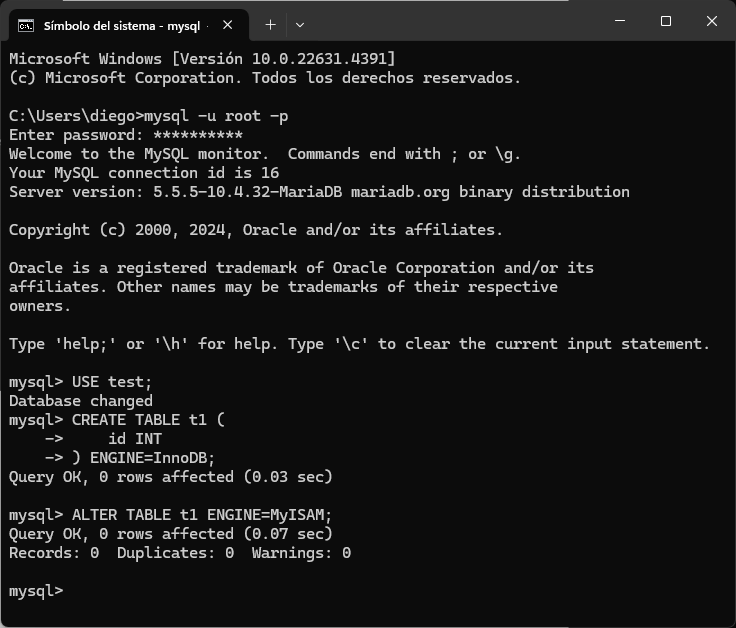 Símbolo del sistema - mysql
Microsoft Windows [Versión 10.0.22631.4391]
(c) Microsoft Corporation. Todos los derechos reservados.
C:\Users\diego>mysql -u root -p
Enter password: **********
Welcome to the MySQL monitor.  Commands end with ; or \g.
Your MySQL connection id is 16
Server version: 5.5.5-10.4.32-MariaDB mariadb.org binary distribution
Copyright (c) 2000, 2024, Oracle and/or its affiliates.
Oracle is a registered trademark of Oracle Corporation and/or its
affiliates. Other names may be trademarks of their respective
owners.
Type 'help;' or '\h' for help. Type '\c' to clear the current input statement.
mysql> USE test;
Database changed
mysql> CREATE TABLE t1 (
    ->     id INT
    -> ) ENGINE=InnoDB;
Query OK, 0 rows affected (0.03 sec)
mysql> ALTER TABLE t1 ENGINE=MyISAM;
Query OK, 0 rows affected (0.07 sec)
Records: 0  Duplicates: 0  Warnings: 0
mysql>